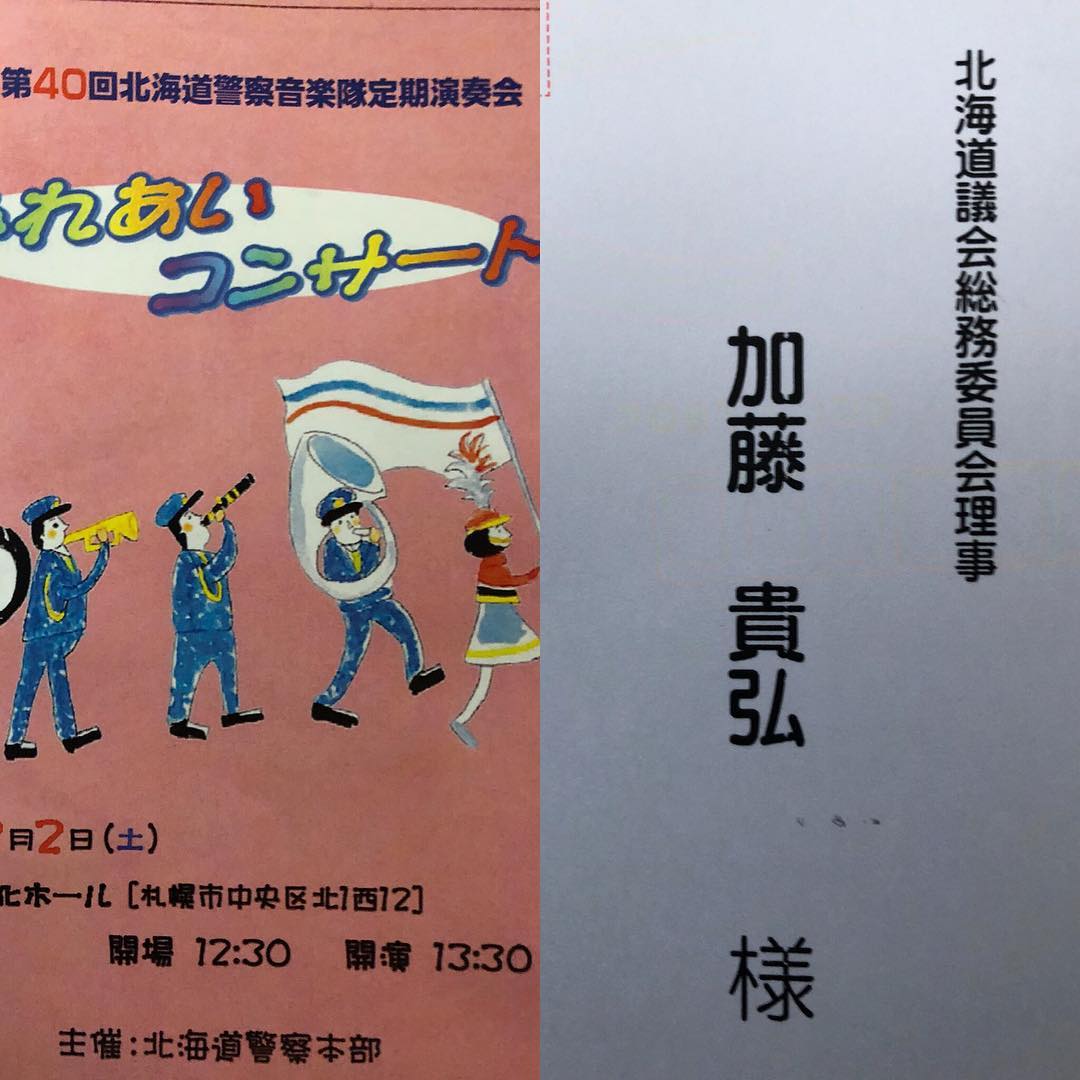 第40回北海道警察音楽隊定期演奏会
れあい
コンサート
月2日(土)
化ホール [札幌市中央区北1西12]
開場 12:30 開演 13:30
主催:北海道警察本部
北海道議会総務委員会理事
加藤 貴弘 様